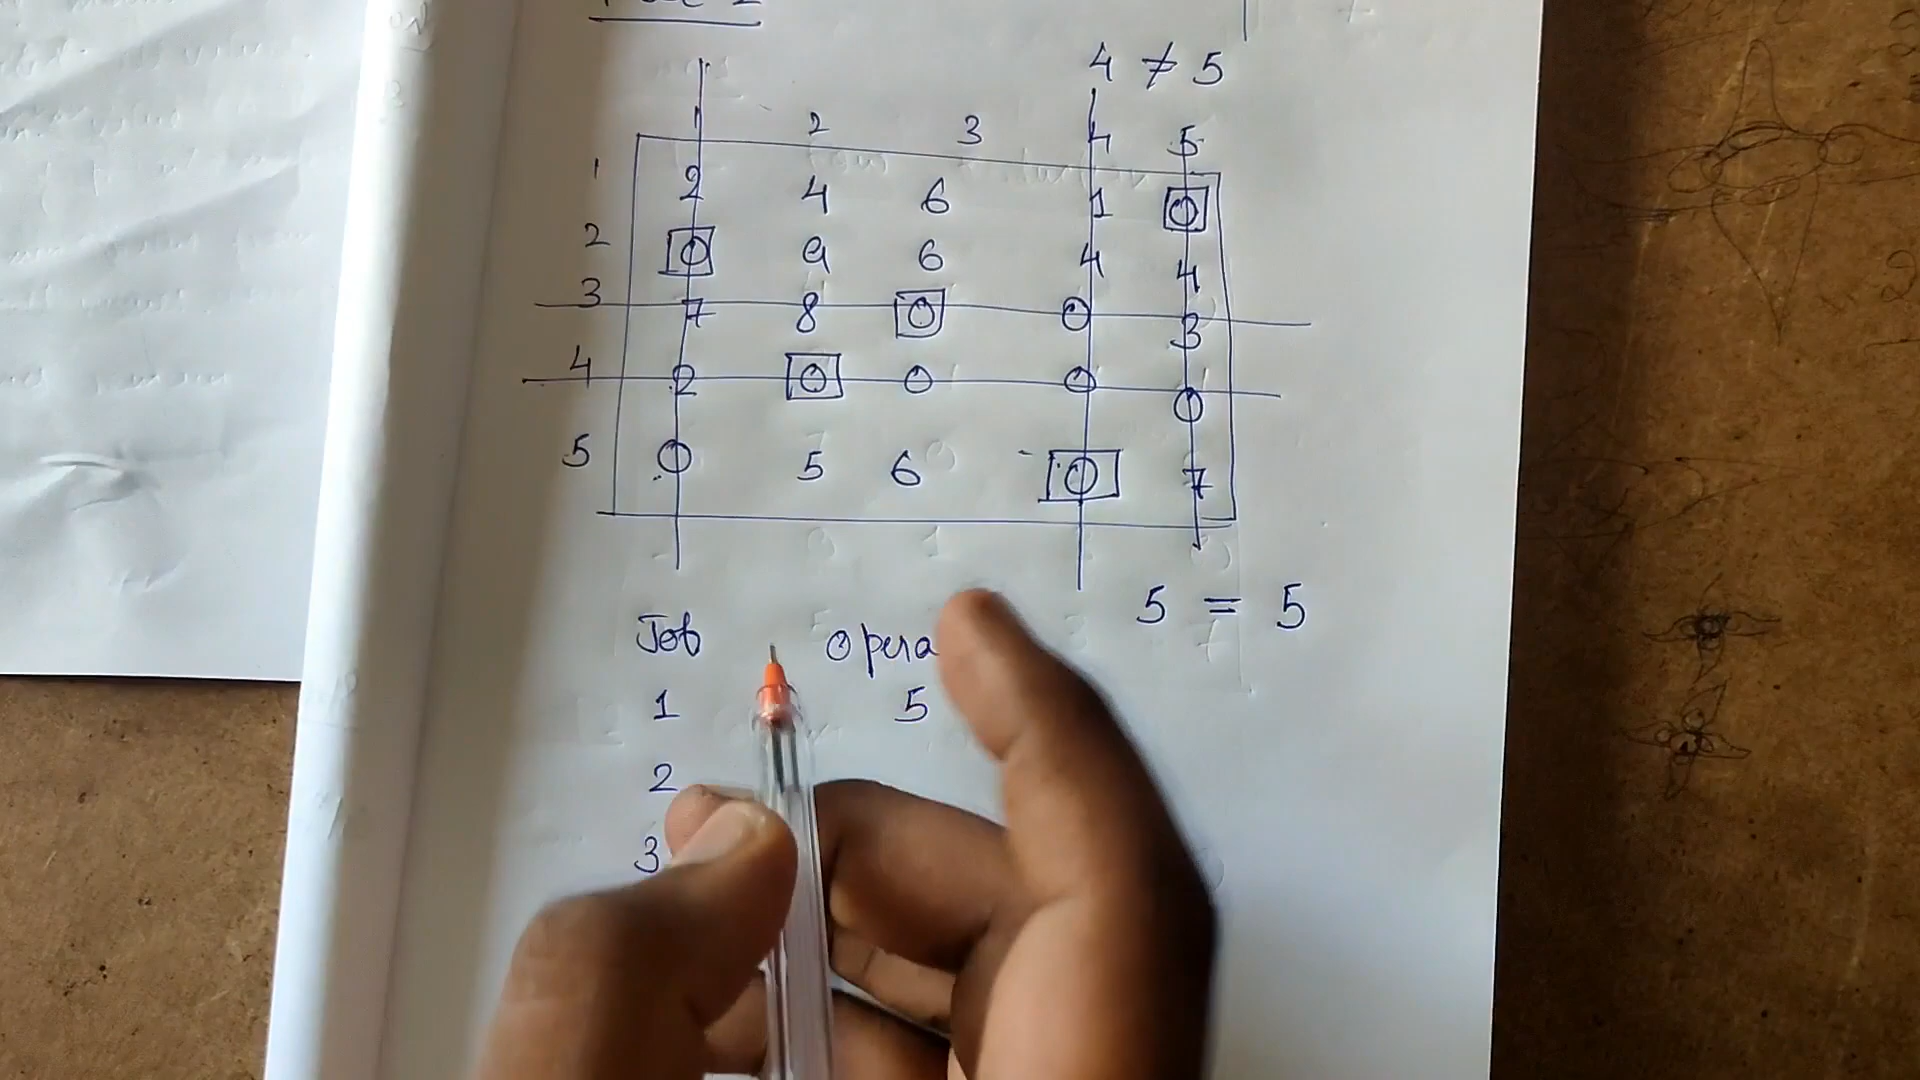 4 ≠ 5
1 2 3 4 5
1 2 4 6 1 0
2 0 9 6 4 4
3 7 8 0 0 3
4 2 0 0 0 0
5 0 5 6 0 7
5 = 5
Job Opera
1 5
2
3